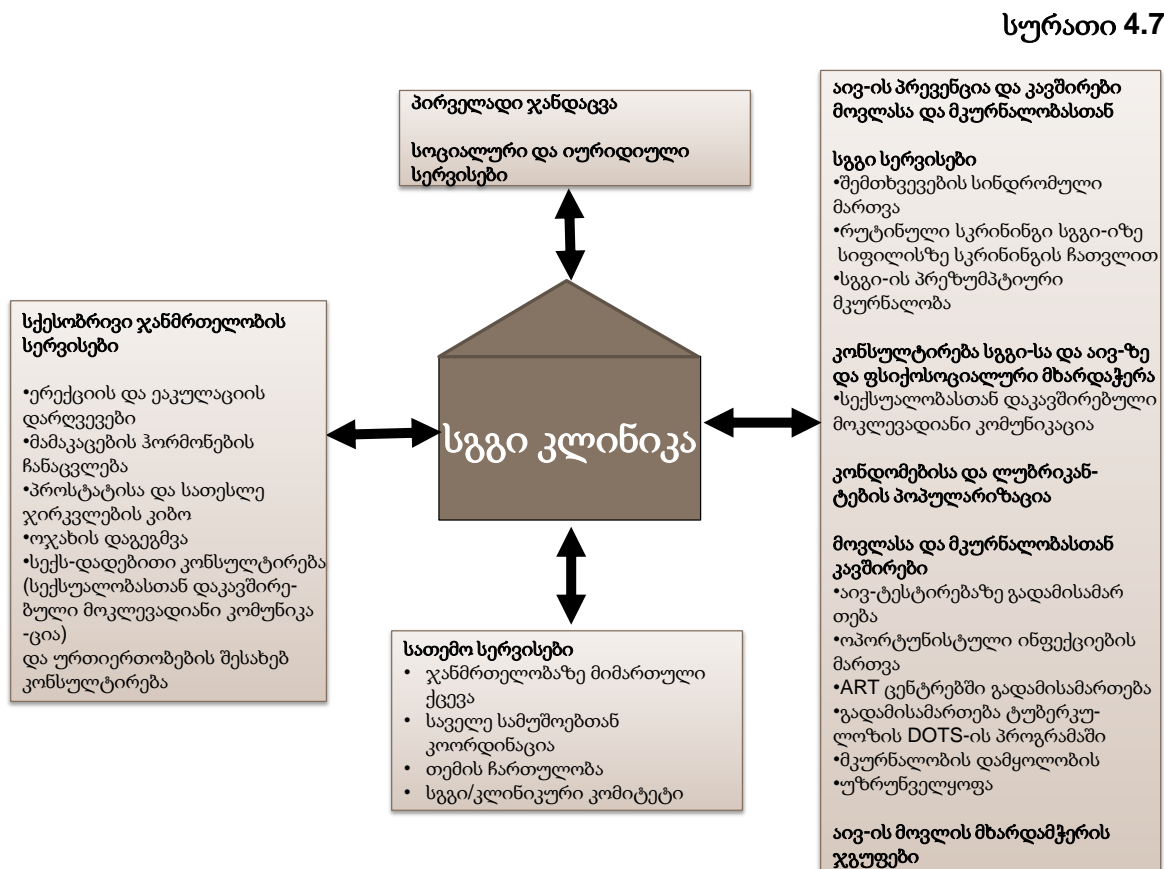 სურათი 4.7
პირველადი ჯანდაცვა
სოციალური და იურიდიული
სერვისები
სქესობრივი ჯანმრთელობის
სერვისები
•ერექციის და ეაკულაციის
დარღვევები
•მამაკაცების ჰორმონების
ჩანაცვლება
•პროსტატისა და სათესლე
ჯირკვლების კიბო
•ოჯახის დაგეგმვა
•სექს-დადებითი კონსულტირება
(სექსუალობასთან დაკავშირე-
ბული მოკლევადიანი კომუნიკა
-ცია)
და ურთიერთობების შესახებ
კონსულტირება
სგგი კლინიკა
სათემო სერვისები
• ჯანმრთელობაზე მიმართული
ქცევა
• საველე სამუშოებთან
კოორდინაცია
• თემის ჩართულობა
• სგგი/კლინიკური კომიტეტი
აივ-ის პრევენცია და კავშირები
მოვლასა და მკურნალობასთან
სგგი სერვისები
•შემთხვევების სინდრომული
მართვა
•რუტინული სკრინინგი სგგი-იზე
სიფილისზე სკრინინგის ჩათვლით
•სგგი-ის პრეზუმპტიური
მკურნალობა
კონსულტირება სგგი-სა და აივ-ზე
და ფსიქოსოციალური მხარდაჭერა
•სექსუალობასთან დაკავშირებული
მოკლევადიანი კომუნიკაცია
კონდომებისა და ლუბრიკან-
ტების პოპულარიზაცია
მოვლასა და მკურნალობასთან
კავშირები
•აივ-ტესტირებაზე გადამისამარ
თება
•ოპორტუნისტული ინფექციების
მართვა
•ART ცენტრებში გადამისამართება
•გადამისამართება ტუბერკუ-
ლოზის DOTS-ის პროგრამაში
•მკურნალობის დამყოლობის
•უზრუნველყოფა
აივ-ის მოვლის მხარდამჭერის
ჯგუფები